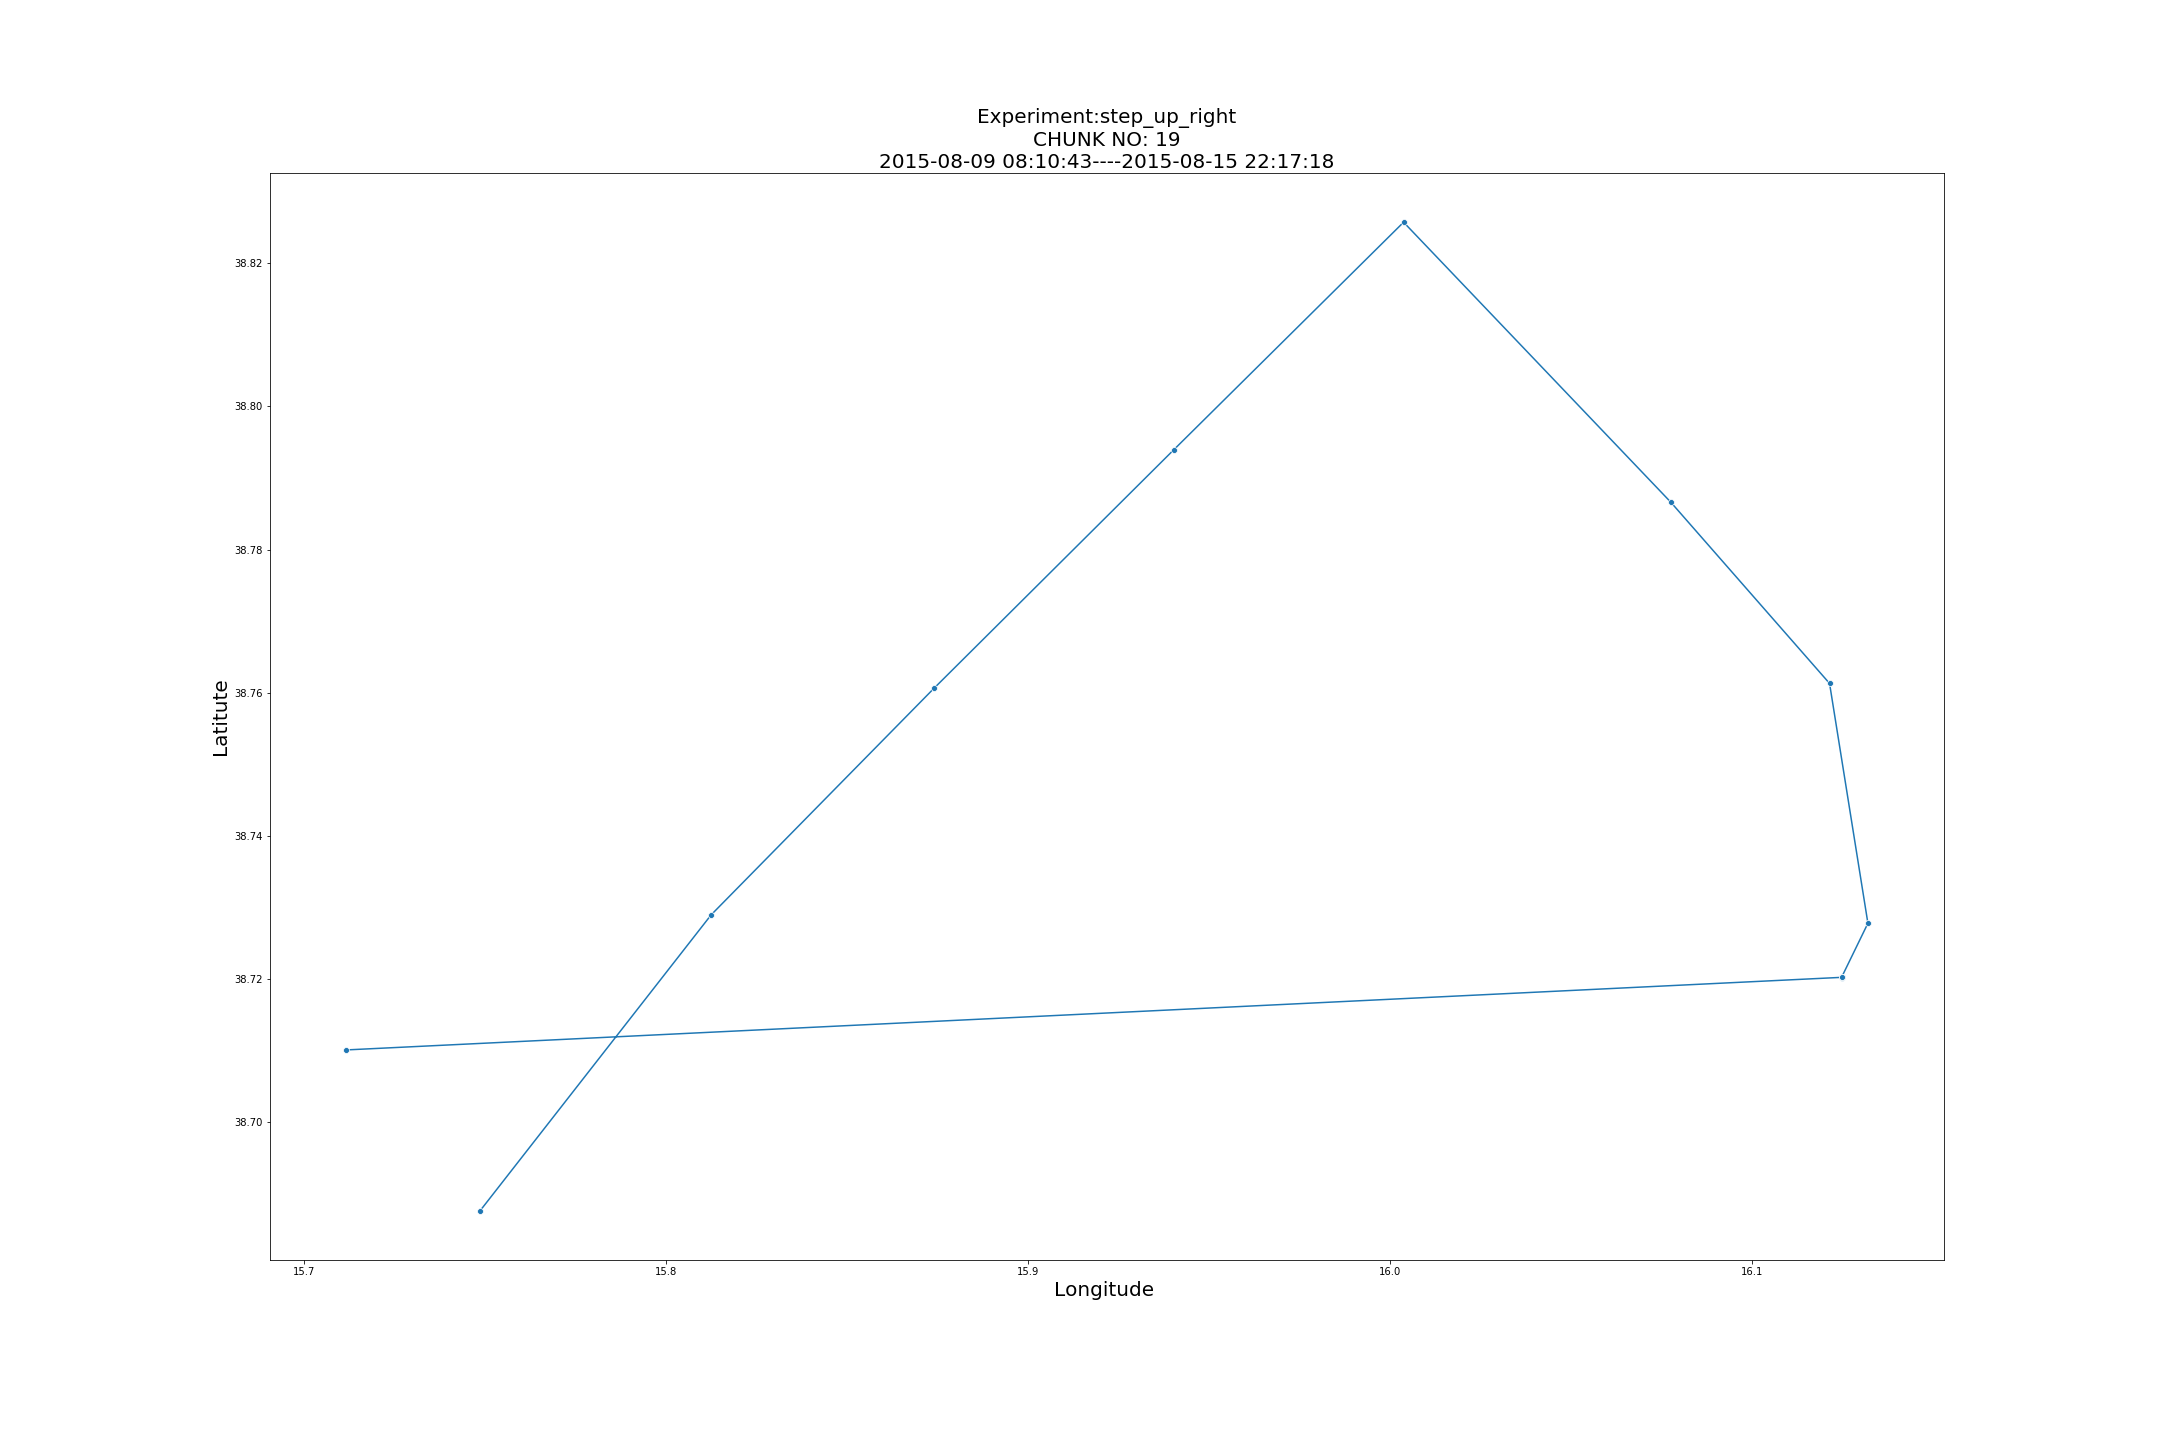 Experiment:step_up_right
CHUNK NO: 19
2015-08-09 08:10:43----2015-08-15 22:17:18
38.82
38.80
38.78
38.76
38.74
38.72
38.70
Latitute
15.7 15.8 15.9 16.0 16.1
Longitude